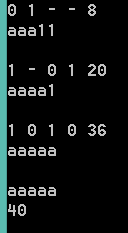 0 1 - - 8
aaa11
1 - 0 1 20
aaaa1
1 0 1 0 36
aaaaa
aaaaa
40